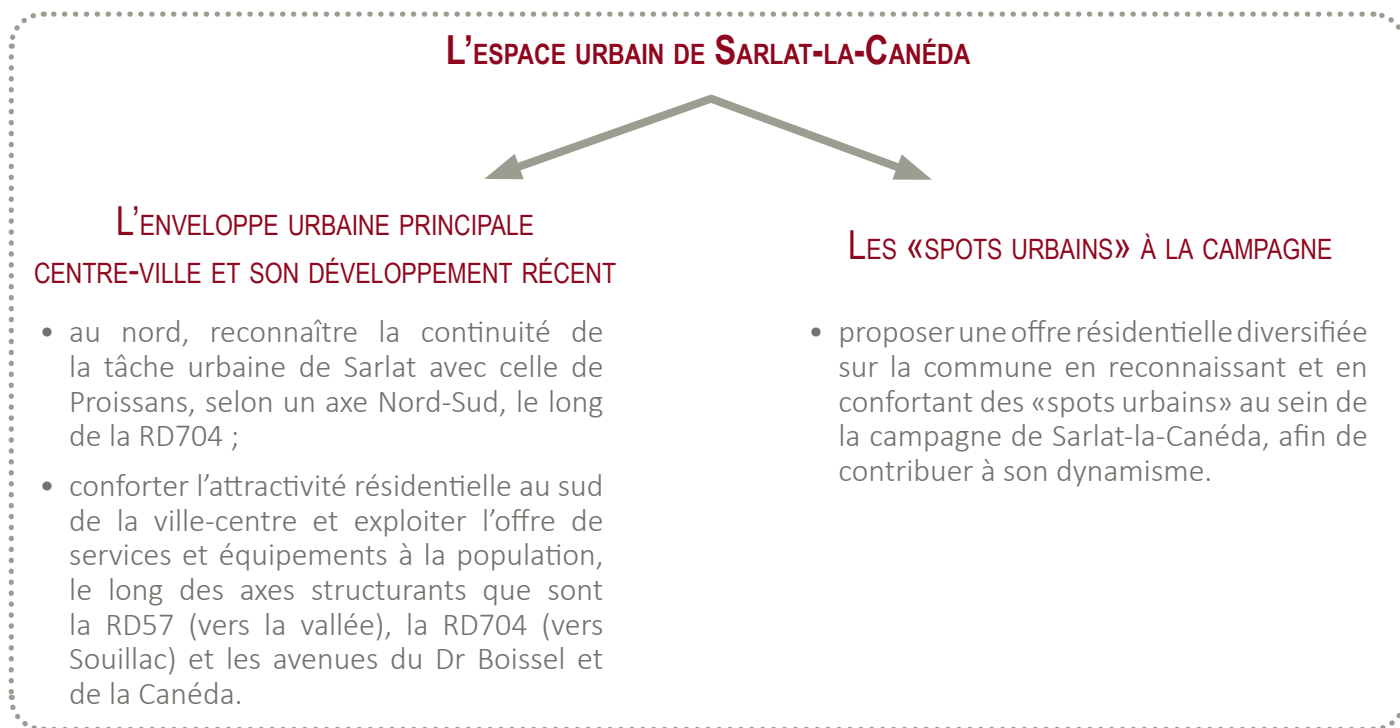 L'espace urbain de Sarlat-la-Canéda
L'enveloppe urbaine principale
centre-ville et son développement récent
• au nord, reconnaître la continuité de
la tâche urbaine de Sarlat avec celle de
Proissans, selon un axe Nord-Sud, le long
de la RD704 ;
• conforter l'attractivité résidentielle au sud
de la ville-centre et exploiter l'offre de
services et équipements à la population,
le long des axes structurants que sont
la RD57 (vers la vallée), la RD704 (vers
Souillac) et les avenues du Dr Boissel et
de la Canéda.
Les «spots urbains» à la campagne
• proposer une offre résidentielle diversifiée
sur la commune en reconnaissant et en
confortant des «spots urbains» au sein de
la campagne de Sarlat-la-Canéda, afin de
contribuer à son dynamisme.